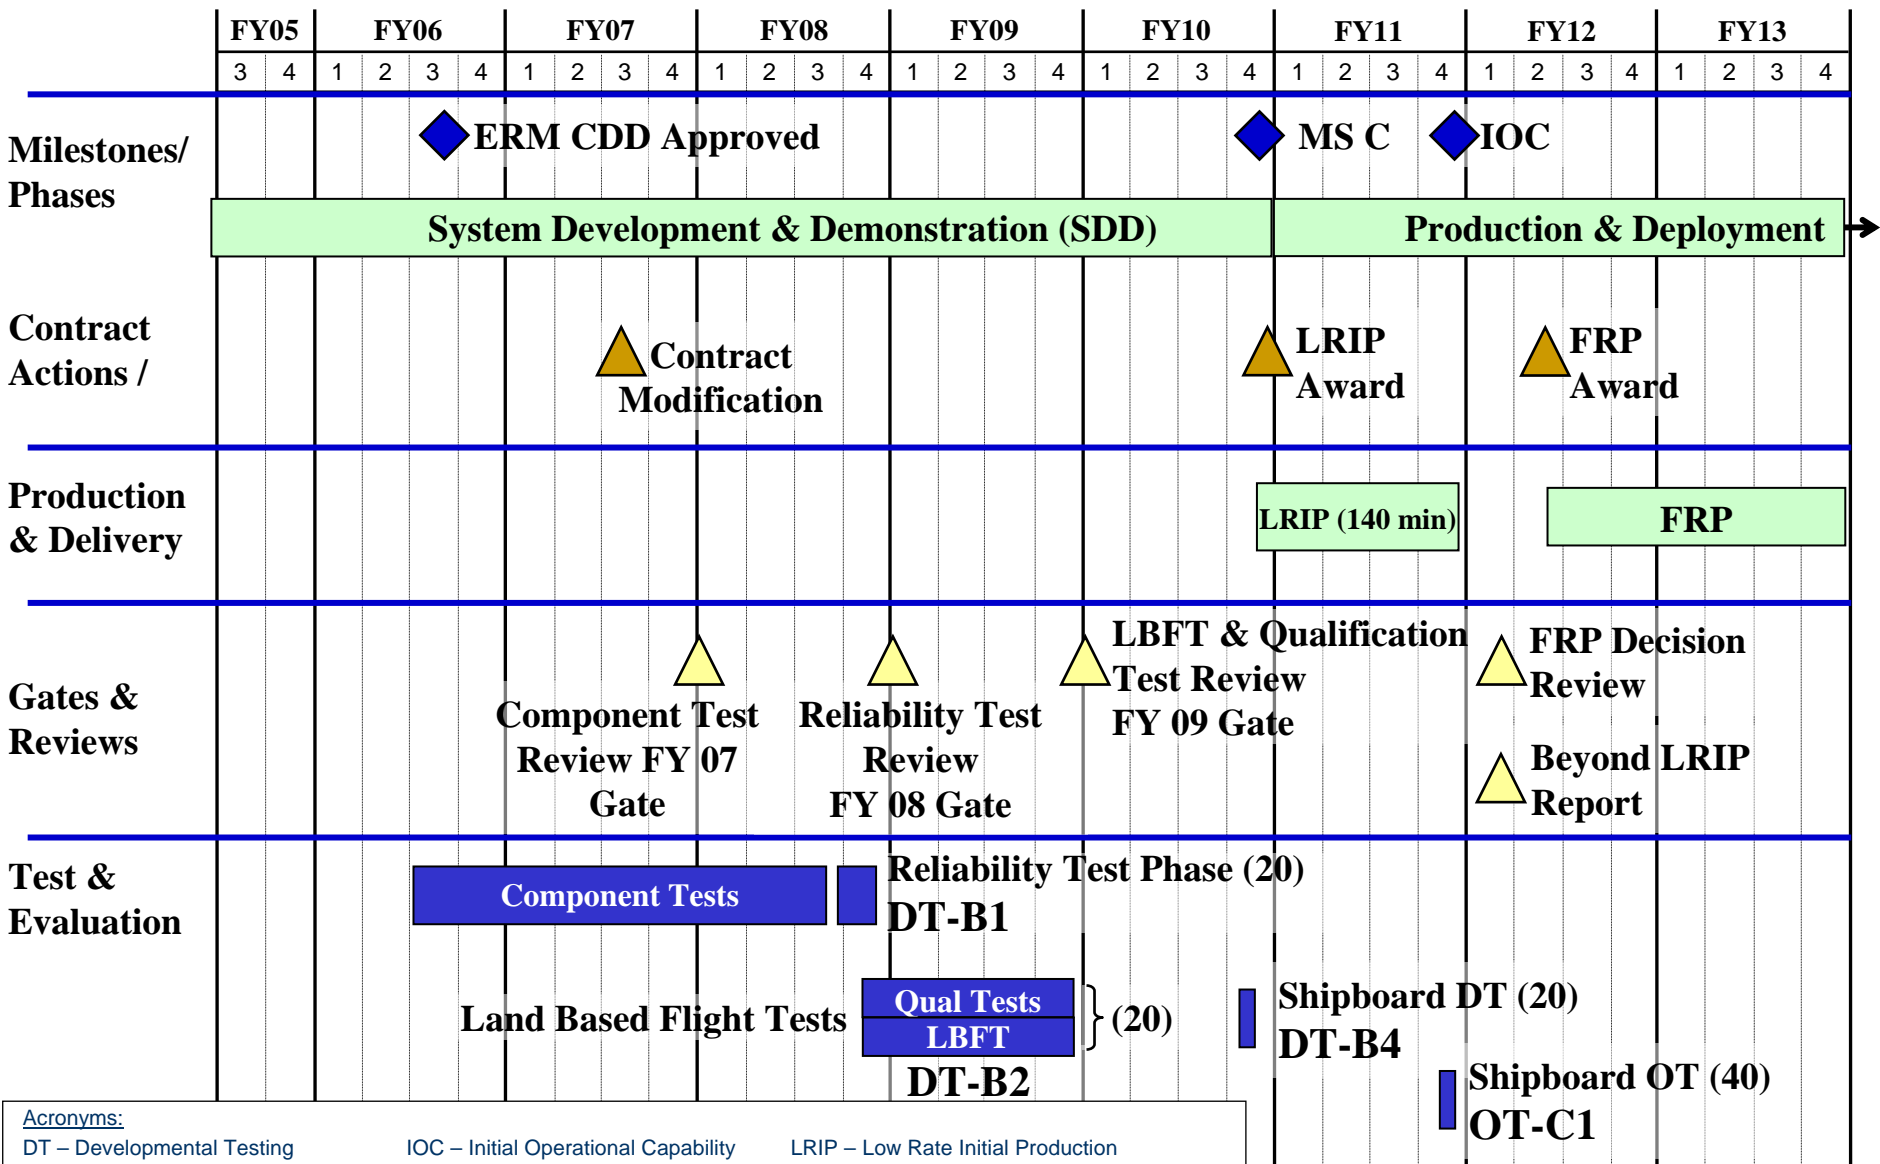 FY05 FY06 FY07 FY08 FY09 FY10 FY11 FY12 FY13
3 4 1 2 3 4 1 2 3 4 1 2 3 4 1 2 3 4 1 2 3 4 1 2 3 4 1 2 3 4 1 2 3 4
Milestones/
Phases
ERM CDD Approved
MS C
IOC
System Development & Demonstration (SDD)
Production & Deployment
Contract
Actions /
Contract
Modification
LRIP
Award
FRP
Award
Production
& Delivery
LRIP (140 min)
FRP
Gates &
Reviews
Component Test
Review FY 07
Gate
Reliability Test
Review
FY 08 Gate
LBFT & Qualification
Test Review
FY 09 Gate
FRP Decision
Review
Beyond LRIP
Report
Test &
Evaluation
Component Tests
Reliability Test Phase (20)
DT-B1
Land Based Flight Tests
Qual Tests
LBFT
(20)
DT-B2
Shipboard DT (20)
DT-B4
Shipboard OT (40)
OT-C1
Acronyms:
DT – Developmental Testing IOC – Initial Operational Capability LRIP – Low Rate Initial Production